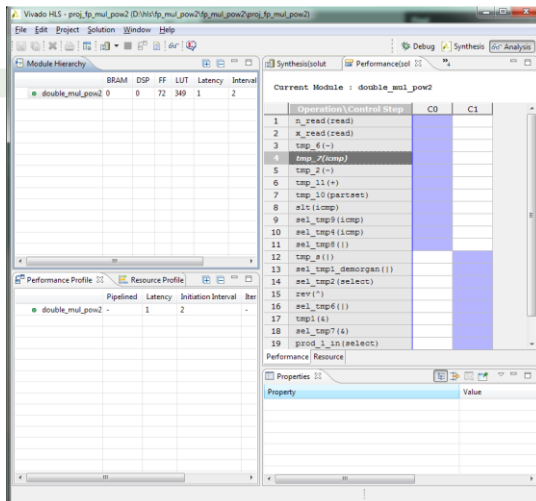 Vivado HLS - proj_fp_mul_pow2 (D:\hls\fp_mul_pow2\fp_mul_pow2\proj_fp_mul_pow2)
File Edit Project Solution Window Help
Debug Synthesis Analysis
Module Hierarchy
BRAM DSP FF LUT Latency Interval
double_mul_pow2 0 0 72 349 1 2
Performance Profile Resource Profile
Pipelined Latency Initiation Interval Iter
double_mul_pow2 - 1 2 -
Synthesis(solut Performance(sol 4
Current Module : double_mul_pow2
Operation\Control Step C0 C1
1 n_read(read)
2 x_read(read)
3 tmp_6(-)
4 tmp_7(icmp)
5 tmp_2(-)
6 tmp_11(+)
7 tmp_10(partset)
8 slt(icmp)
9 sel_tmp9(icmp)
10 sel_tmp4(icmp)
11 sel_tmp8(|)
12 tmp_s(|)
13 sel_tmp1_demorgan(|)
14 sel_tmp2(select)
15 rev(^)
16 sel_tmp6(|)
17 tmp1(&)
18 sel_tmp7(&)
19 prod_1_in(select)
Performance Resource
Properties
Property Value